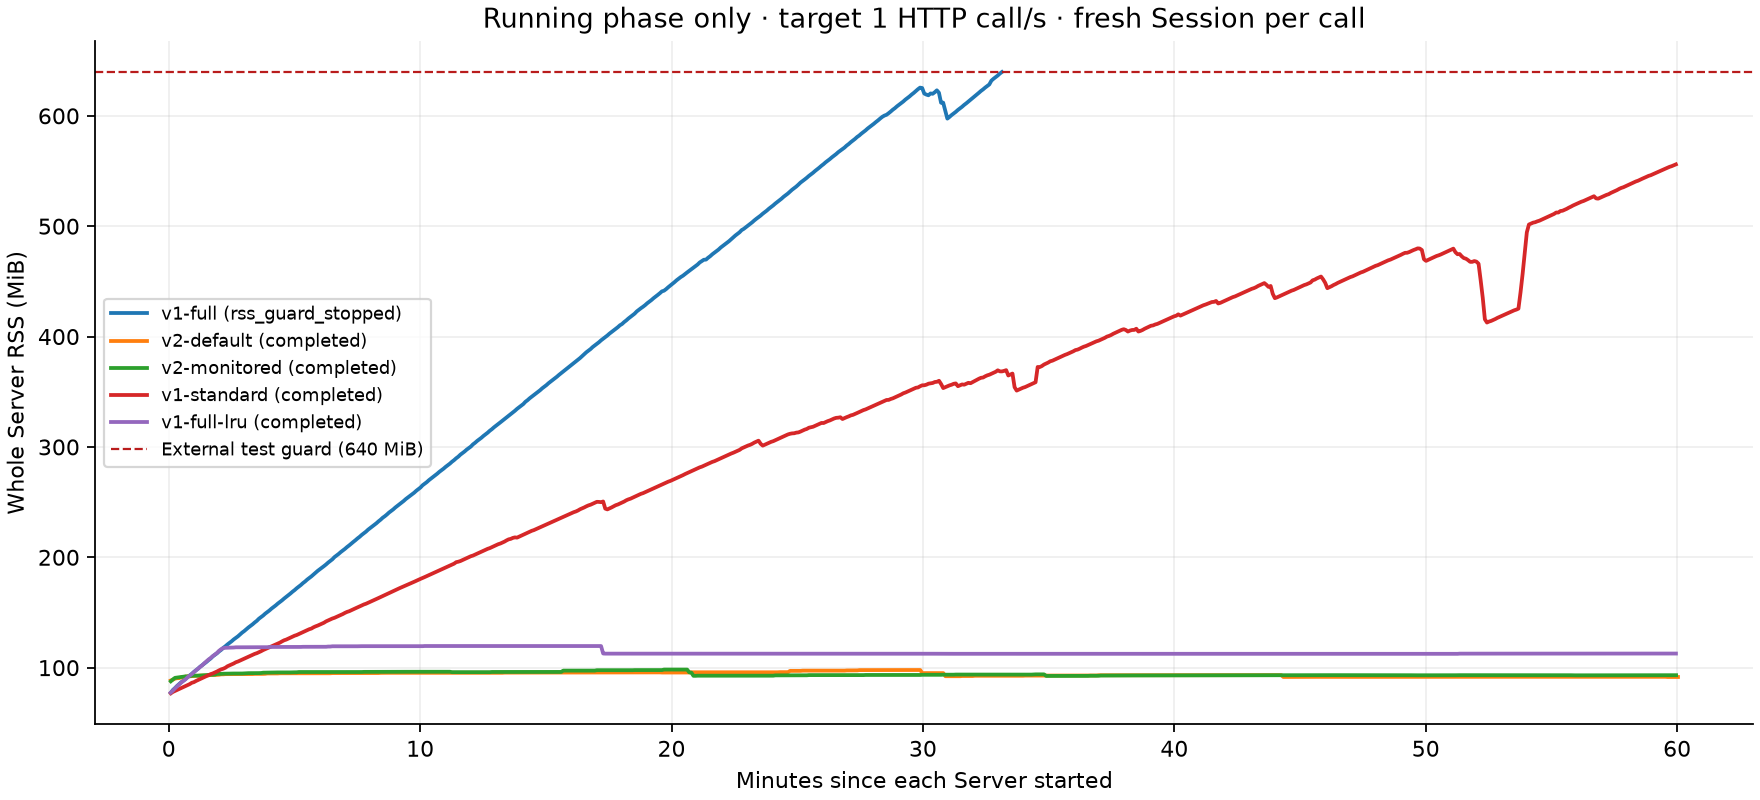 Running phase only · target 1 HTTP call/s · fresh Session per call
Whole Server RSS (MiB)
600
500
400
300
200
100
v1-full (rss_guard_stopped)
v2-default (completed)
v2-monitored (completed)
v1-standard (completed)
v1-full-lru (completed)
External test guard (640 MiB)
0 10 20 30 40 50 60
Minutes since each Server started